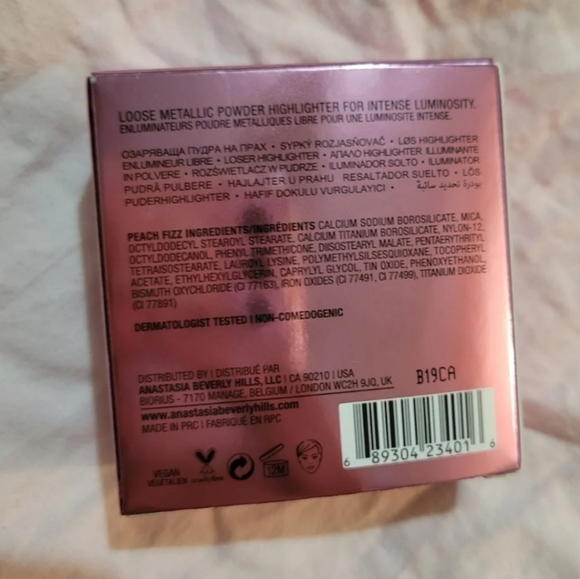 LOOSE METALLIC POWDER HIGHLIGHTER FOR INTENSE LUMINOSITY.
ENLUMINATEURS POUDRE METALLIQUES LIBRE POUR UNE LUMINOSITE INTENSE.
ОЗАРЯВАЩА ПУДРА НА ПРАХ • SYPKÝ ROZJASŇOVAČ • LØS HIGHLIGHTER
ENLUMINEUR LIBRE • LOSER HIGHLIGHTER • ΑΠΑΛΟ HIGHLIGHTER ILLUMINANTE
IN POLVERE • ROZŚWIETLACZ W PUDRZE • ILUMINADOR SOLTO • ILUMINATOR
PUDRĂ PULBERE • HAJLAJTER U PRAHU RESALTADOR SUELTO • LÖS
PUDERHIGHLIGHTER • HAFIF DOKULU VURGULAYICI • بودرة تحديد سائبة
PEACH FIZZ INGREDIENTS/INGRÉDIENTS CALCIUM SODIUM BOROSILICATE, MICA,
OCTYLDODECYL STEAROYL STEARATE, CALCIUM TITANIUM BOROSILICATE, NYLON-12,
OCTYLDODECANOL, PHENYL TRIMETHICONE, DIISOSTEARYL MALATE, PENTAERYTHRITYL
TETRAISOSTEARATE, LAUROYL LYSINE, POLYMETHYLSILSESQUIOXANE, TOCOPHERYL
ACETATE, ETHYLHEXYLGLYCERIN, CAPRYLYL GLYCOL, TIN OXIDE, PHENOXYETHANOL,
BISMUTH OXYCHLORIDE (CI 77163), IRON OXIDES (CI 77491, CI 77499), TITANIUM DIOXIDE
(CI 77891)
DERMATOLOGIST TESTED | NON-COMEDOGENIC
DISTRIBUTED BY | DISTRIBUÉ PAR
ANASTASIA BEVERLY HILLS, LLC | CA 90210 | USA
BIORIUS - 7170 MANAGE, BELGIUM / LONDON WC2H 9JQ, UK
www.anastasiabeverlyhills.com
MADE IN PRC | FABRIQUÉ EN RPC
B19CA
6 89304 23401 6
VEGAN
VÉGÉTALIEN
crueltyfree
12M